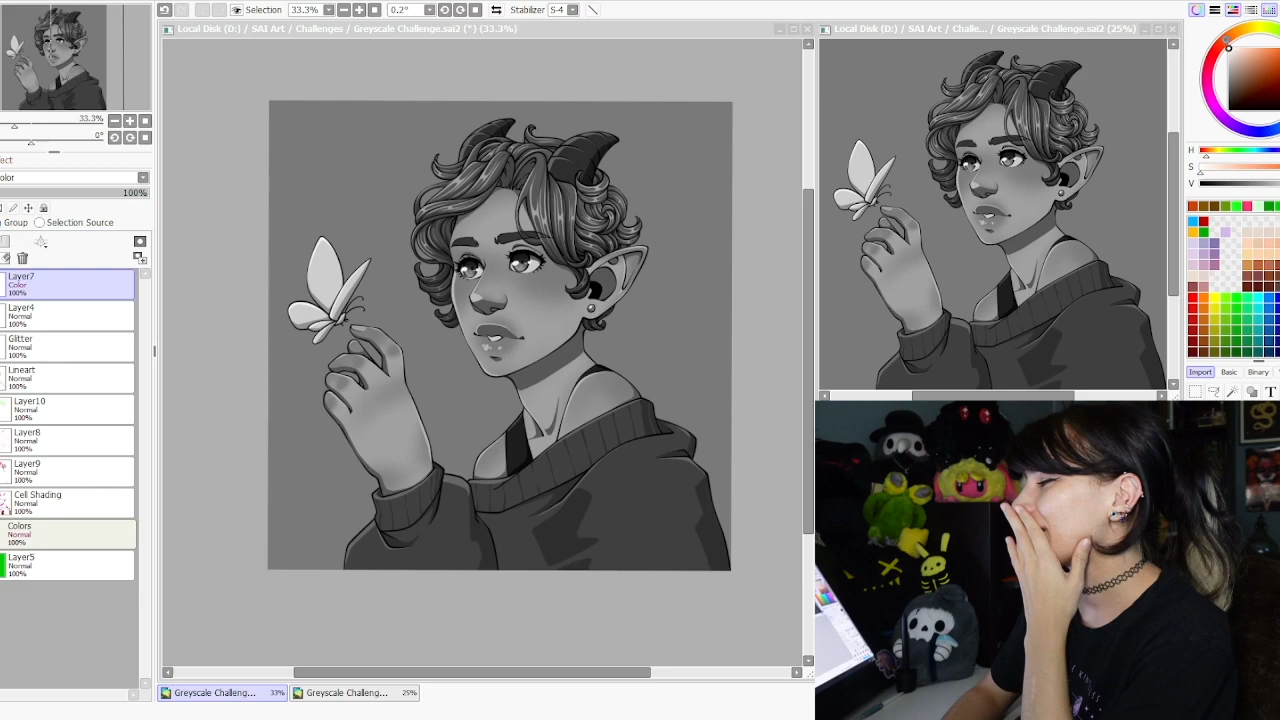 Selection 33.3% 0.2° Stabilizer S-4
Local Disk (D:) / SAI Art / Challenges / Greyscale Challenge.sai2 (*) (33.3%)
Local Disk (D:) / SAI Art / Challe... / Greyscale Challenge.sai2 (25%)
33.3%
0°
ect
olor
100%
g Group Selection Source
Layer7
Color
100%
Layer4
Normal
100%
Glitter
Normal
100%
Lineart
Normal
100%
Layer10
Normal
100%
Layer8
Normal
100%
Layer9
Normal
100%
Cell Shading
Normal
100%
Colors
Normal
100%
Layer5
Normal
100%
Greyscale Challeng... 33%
Greyscale Challeng... 25%
H
S
V
Import Basic Binary
T